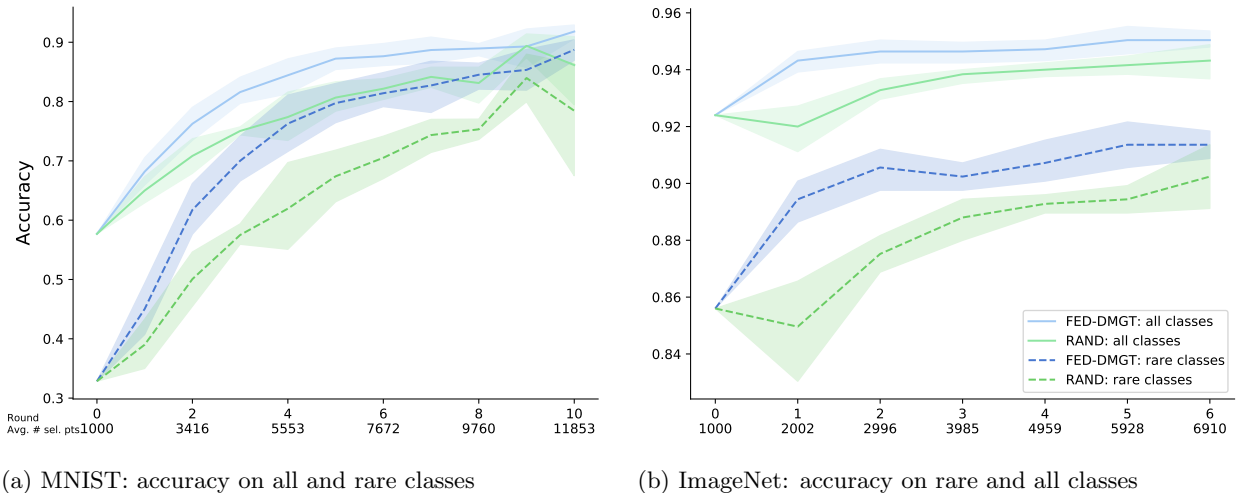 0.9
0.8
0.7
0.6
0.5
0.4
0.3
Accuracy
0 2 4 6 8 10
Round
Avg. # sel. pts. 1000 3416 5553 7672 9760 11853
(a) MNIST: accuracy on all and rare classes
0.96
0.94
0.92
0.90
0.88
0.86
0.84
FED-DMGT: all classes
RAND: all classes
FED-DMGT: rare classes
RAND: rare classes
0 1 2 3 4 5 6
1000 2002 2996 3985 4959 5928 6910
(b) ImageNet: accuracy on rare and all classes